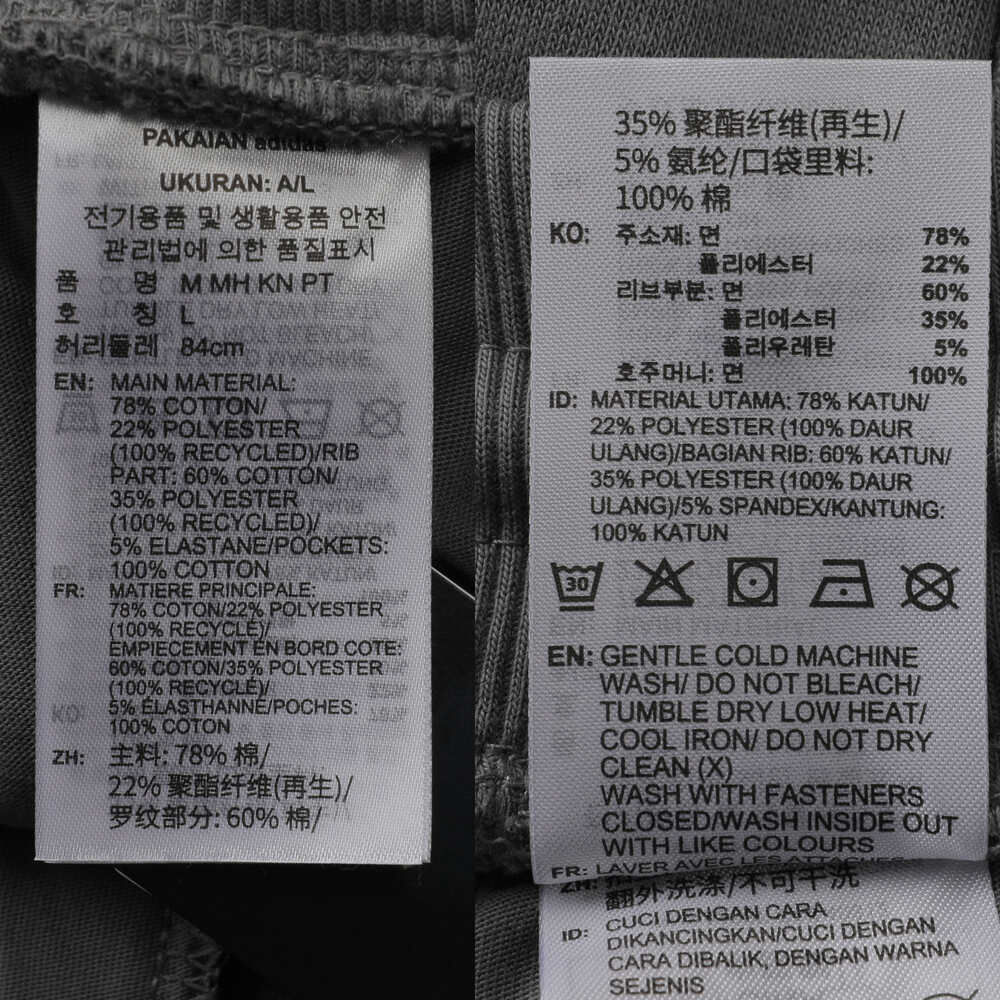 PAKAIAN adidas
UKURAN: A/L
전기용품 및 생활용품 안전
관리법에 의한 품질표시
품 명 M MH KN PT
호 칭 L
허리둘레 84cm
EN: MAIN MATERIAL:
78% COTTON/
22% POLYESTER
(100% RECYCLED)/RIB
PART: 60% COTTON/
35% POLYESTER
(100% RECYCLED)/
5% ELASTANE/POCKETS:
100% COTTON
FR: MATIERE PRINCIPALE:
78% COTON/22% POLYESTER
(100% RECYCLÉ)/
EMPIECEMENT EN BORD COTE:
60% COTON/35% POLYESTER
(100% RECYCLÉ)/
5% ÉLASTHANNE/POCHES:
100% COTON
ZH: 主料: 78% 棉/
22% 聚酯纤维(再生)/
罗纹部分: 60% 棉/
35% 聚酯纤维(再生)/
5% 氨纶/口袋里料:
100% 棉
KO: 주소재: 면 78%
폴리에스터 22%
리브부분: 면 60%
폴리에스터 35%
폴리우레탄 5%
호주머니: 면 100%
ID: MATERIAL UTAMA: 78% KATUN/
22% POLYESTER (100% DAUR
ULANG)/BAGIAN RIB: 60% KATUN/
35% POLYESTER (100% DAUR
ULANG)/5% SPANDEX/KANTUNG:
100% KATUN
30
EN: GENTLE COLD MACHINE
WASH/ DO NOT BLEACH/
TUMBLE DRY LOW HEAT/
COOL IRON/ DO NOT DRY
CLEAN (X)
WASH WITH FASTENERS
CLOSED/WASH INSIDE OUT
WITH LIKE COLOURS
FR: LAVER AVEC LES ATTACHES
ZH:
翻外洗涤/不可干洗
ID: CUCI DENGAN CARA
DIKANCINGKAN/CUCI DENGAN
CARA DIBALIK, DENGAN WARNA
SEJENIS